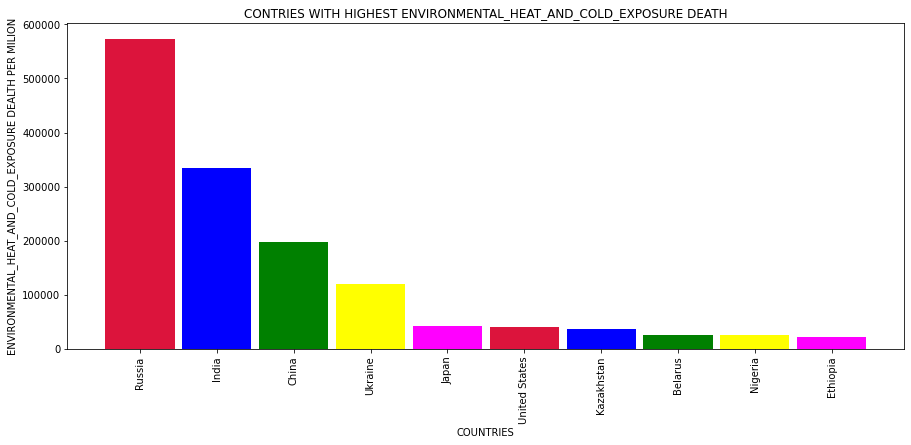 CONTRIES WITH HIGHEST ENVIRONMENTAL_HEAT_AND_COLD_EXPOSURE DEATH
ENVIRONMENTAL_HEAT_AND_COLD_EXPOSURE DEALTH PER MILION
600000
500000
400000
300000
200000
100000
0
Russia
India
China
Ukraine
Japan
United States
Kazakhstan
Belarus
Nigeria
Ethiopia
COUNTRIES